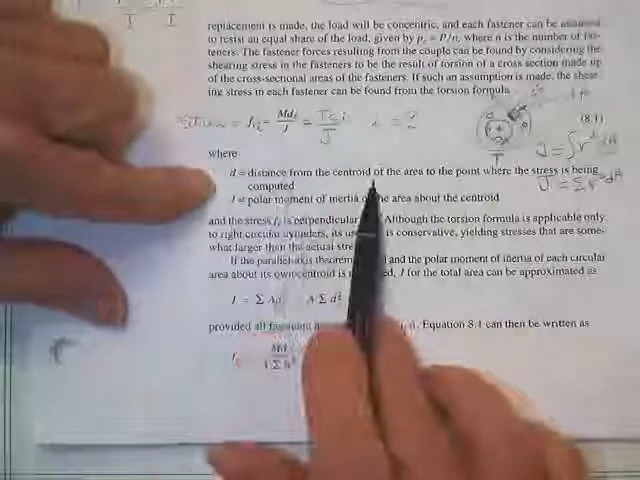 replacement is made, the load will be concentric, and each fastener can be assumed
to resist an equal share of the load, given by p = P/n, where n is the number of fas-
teners. The fastener forces resulting from the couple can be found by considering the
shearing stress in the fasteners to be the result of torsion of a cross section made up
of the cross-sectional areas of the fasteners. If such an assumption is made, the shear-
ing stress in each fastener can be found from the torsion formula
= Md/J = 
(8.1)
where
d = distance from the centroid of the area to the point where the stress is being
computed
J = polar moment of inertia of the area about the centroid
J = ∫r²dA
J = Σr²dA
and the stress is perpendicular Although the torsion formula is applicable only
to right circular cylinders, its is conservative, yielding stresses that are some-
what larger than the actual
If the parallel-axis theorem and the polar moment of inertia of each circular
area about its own centroid is J for the total area can be approximated as
J = Σ Ad² A Σ d²
provided all fasteners Equation 8.1 can then be written as
Md